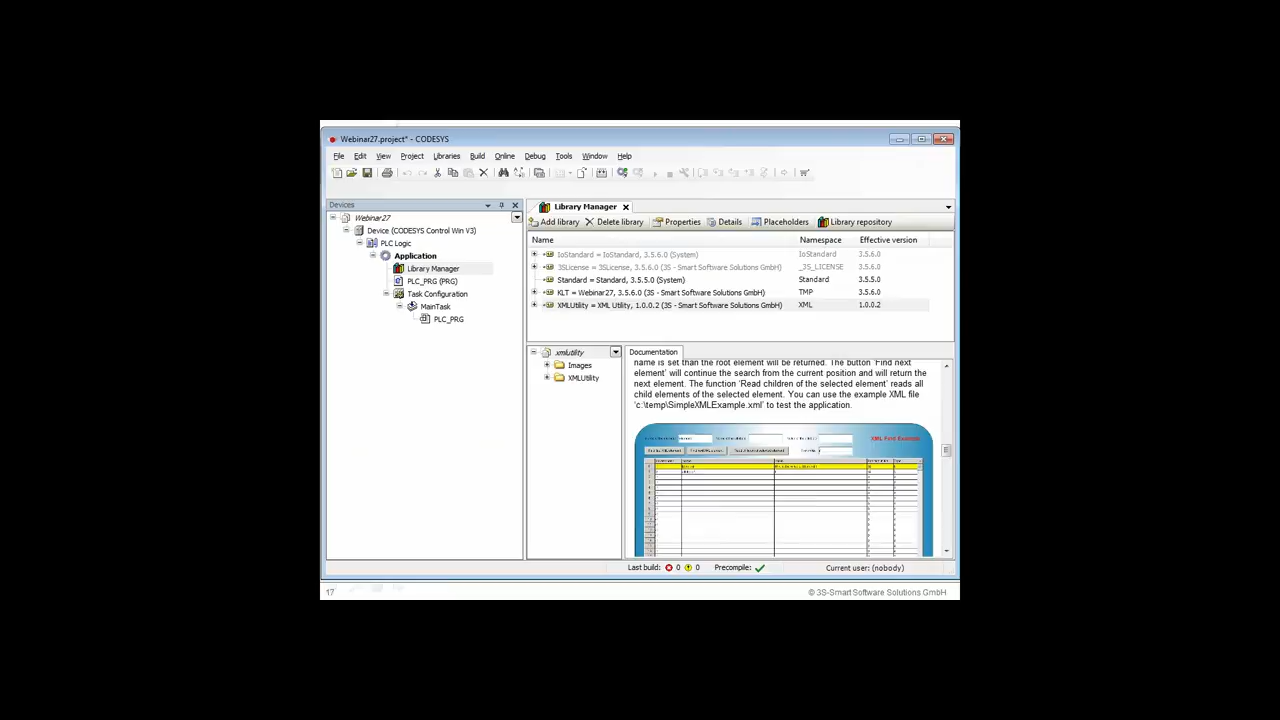 Webinar27.project* - CODESYS
File Edit View Project Libraries Build Online Debug Tools Window Help
Devices
Webinar27
Device (CODESYS Control Win V3)
PLC Logic
Application
Library Manager
PLC_PRG (PRG)
Task Configuration
MainTask
PLC_PRG
Library Manager
Add library Delete library Properties Details Placeholders Library repository
Name Namespace Effective version
IoStandard = IoStandard, 3.5.6.0 (System) IoStandard 3.5.6.0
3SLicense = 3SLicense, 3.5.6.0 (3S - Smart Software Solutions GmbH) _3S_LICENSE 3.5.6.0
Standard = Standard, 3.5.5.0 (System) Standard 3.5.5.0
KLT = Webinar27, 3.5.6.0 (3S - Smart Software Solutions GmbH) TMP 3.5.6.0
XMLUtility = XML Utility, 1.0.0.2 (3S - Smart Software Solutions GmbH) XML 1.0.0.2
xmlutility
Images
XMLUtility
Documentation
name is set than the root element will be returned. The button 'Find next
element' will continue the search from the current position and will return the
next element. The function 'Read children of the selected element' reads all
child elements of the selected element. You can use the example XML file
'c:\temp\SimpleXMLExample.xml' to test the application.
XML Find Example
Last build: 0 0 Precompile: Current user: (nobody)
17
© 3S-Smart Software Solutions GmbH